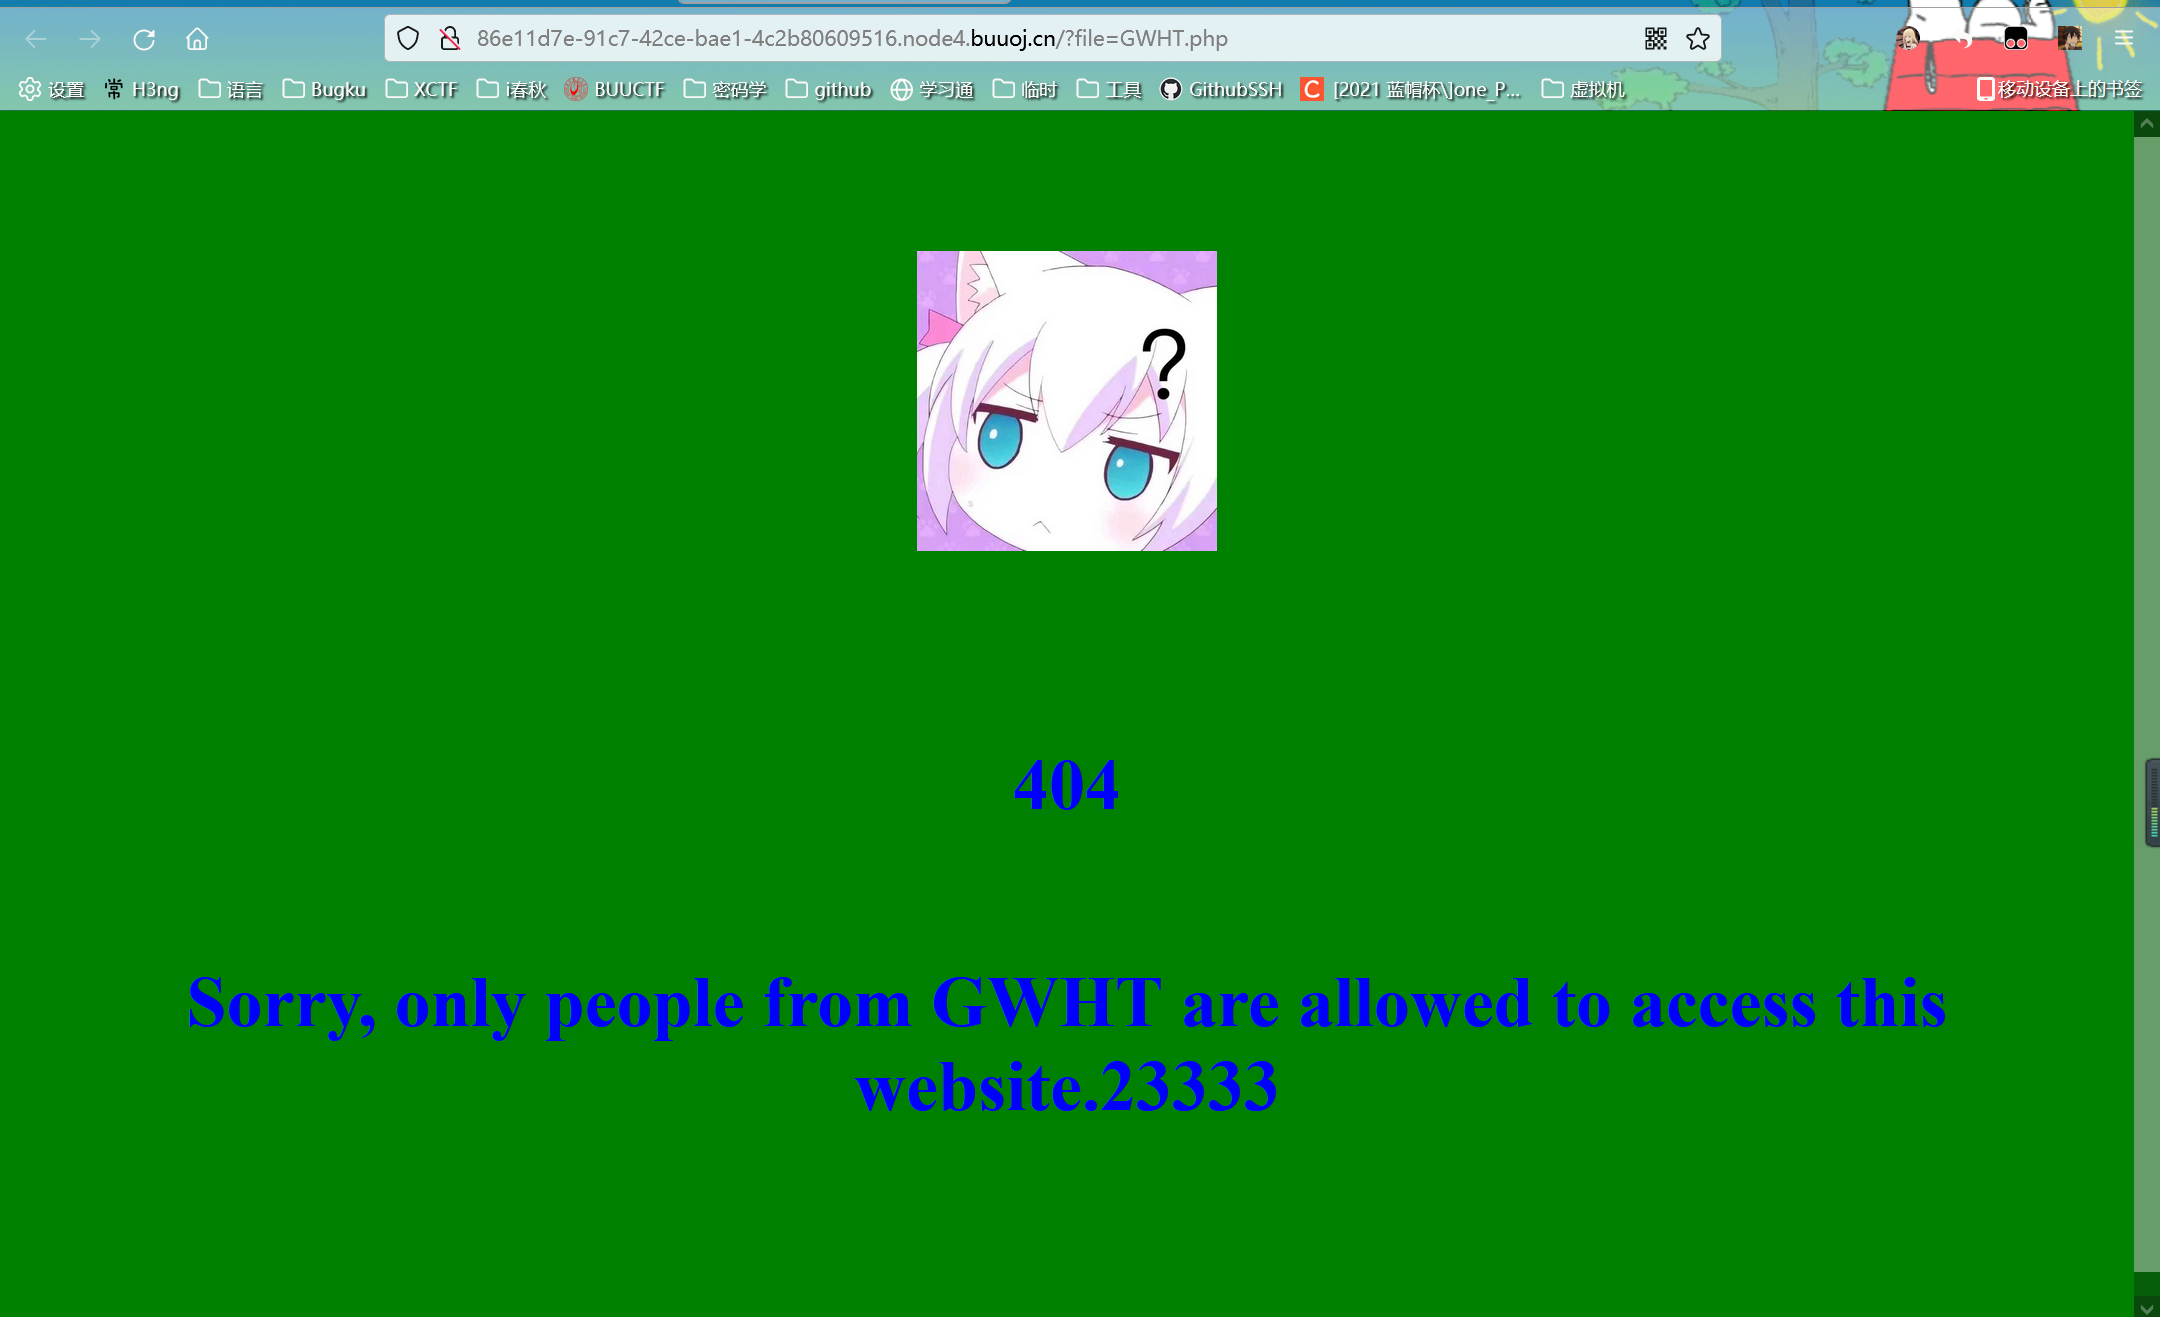 86e11d7e-91c7-42ce-bae1-4c2b80609516.node4.buuoj.cn/?file=GWHT.php
设置 H3ng 语言 Bugku XCTF i春秋 BUUCTF 密码学 github 学习通 临时 工具 GithubSSH [2021 蓝帽杯\]one_P... 虚拟机 移动设备上的书签
?
404
Sorry, only people from GWHT are allowed to access this
website.23333